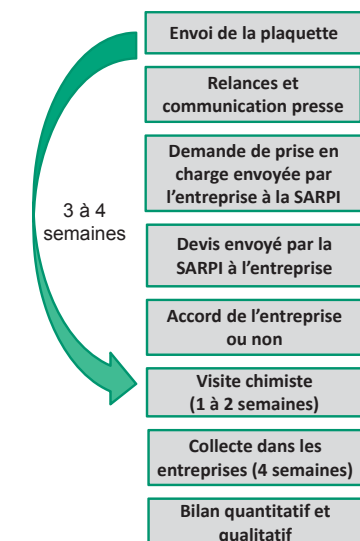 Envoi de la plaquette
Relances et
communication presse
Demande de prise en
charge envoyée par
l'entreprise à la SARPI
3 à 4
semaines
Devis envoyé par la
SARPI à l'entreprise
Accord de l'entreprise
ou non
Visite chimiste
(1 à 2 semaines)
Collecte dans les
entreprises (4 semaines)
Bilan quantitatif et
qualitatif